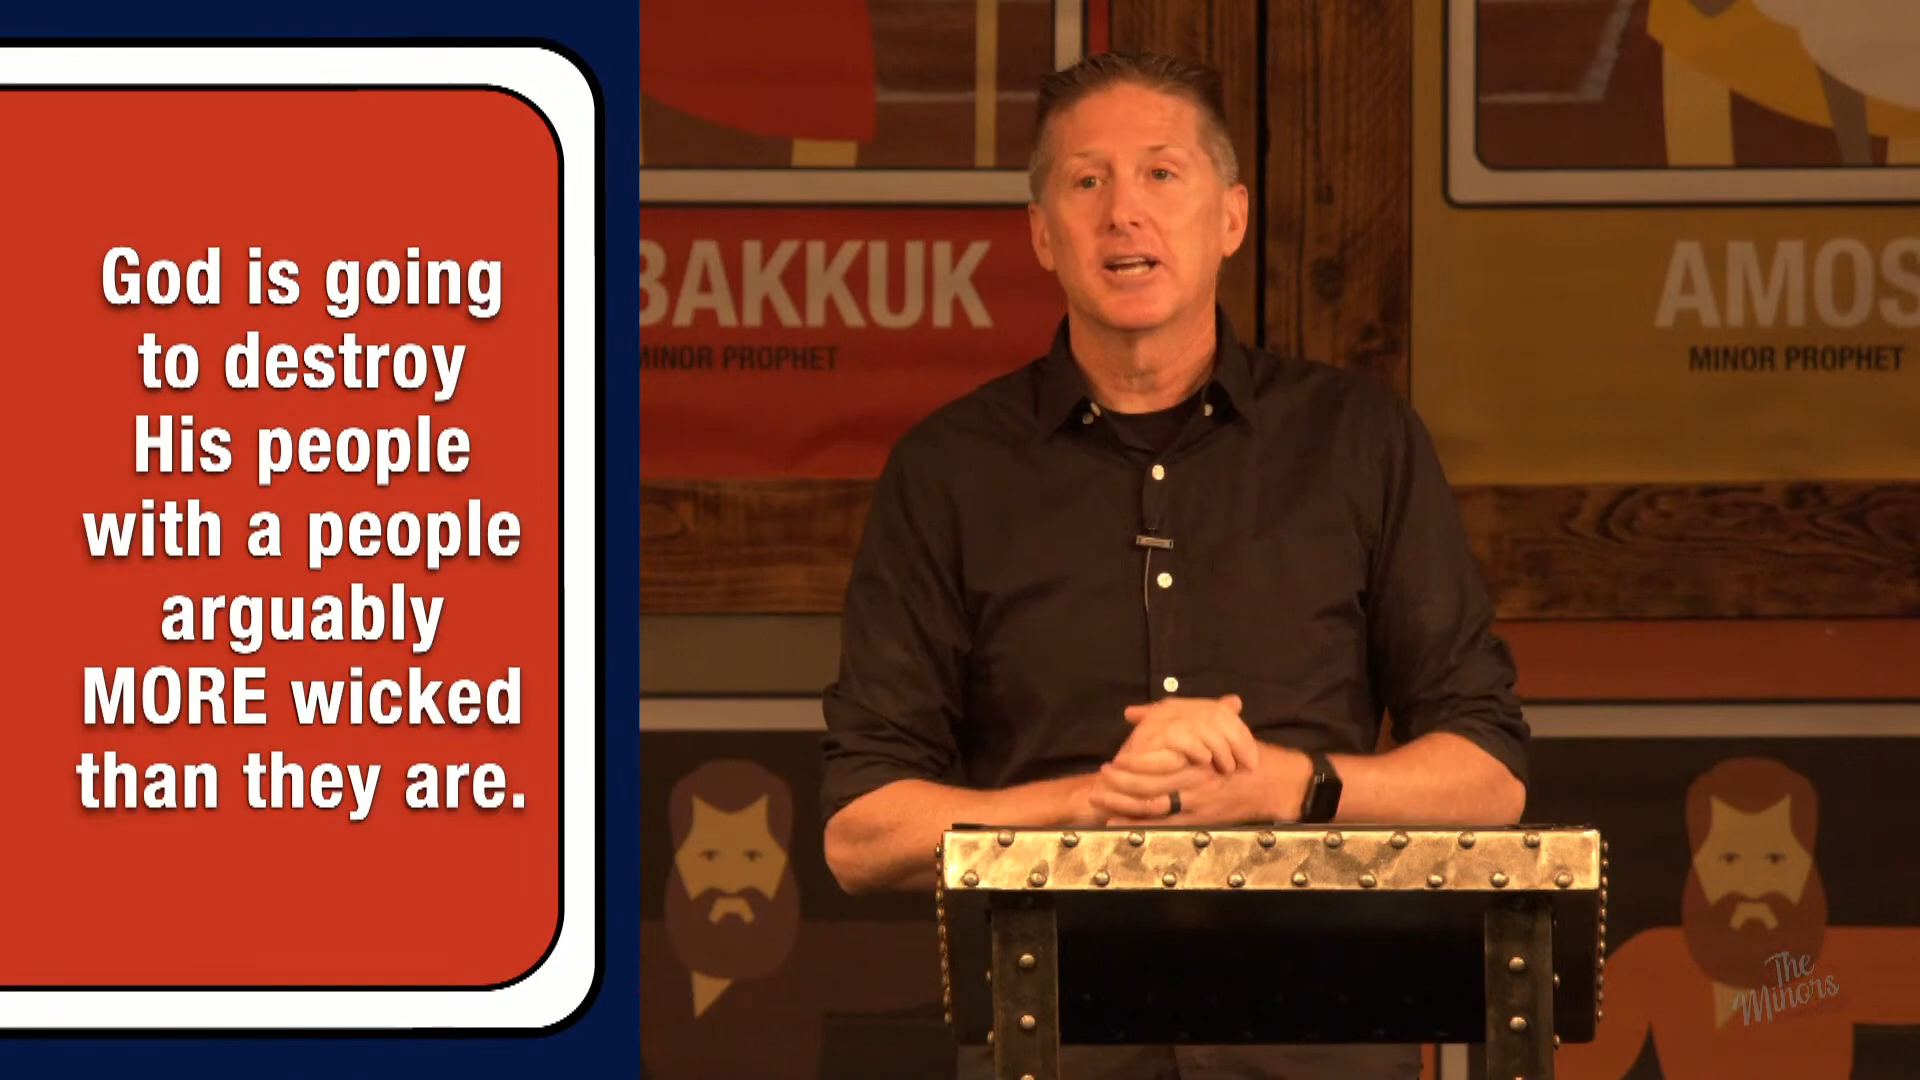 God is going
to destroy
His people
with a people
arguably
MORE wicked
than they are.
BAKKUK
MINOR PROPHET
AMOS
MINOR PROPHET
The
Minors